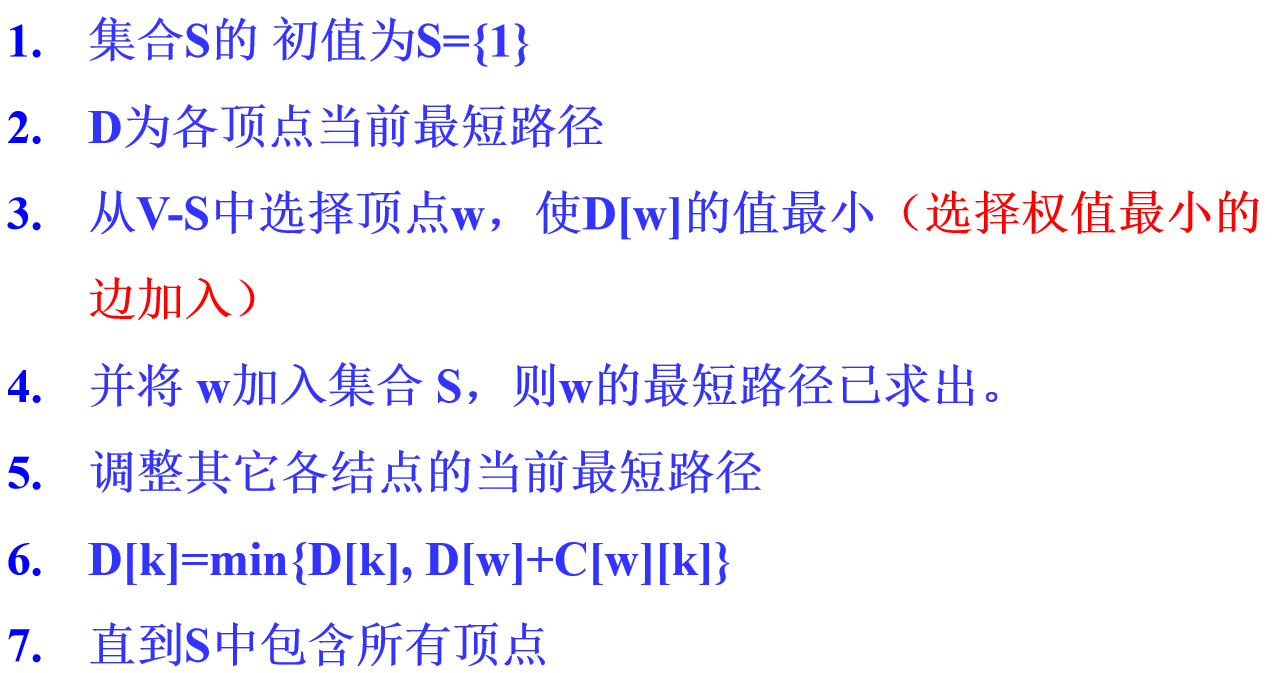 1. 集合S的 初值为S={1}
2. D为各顶点当前最短路径
3. 从V-S中选择顶点w，使D[w]的值最小（选择权值最小的
边加入）
4. 并将 w加入集合 S，则w的最短路径已求出。
5. 调整其它各结点的当前最短路径
6. D[k]=min{D[k], D[w]+C[w][k]}
7. 直到S中包含所有顶点